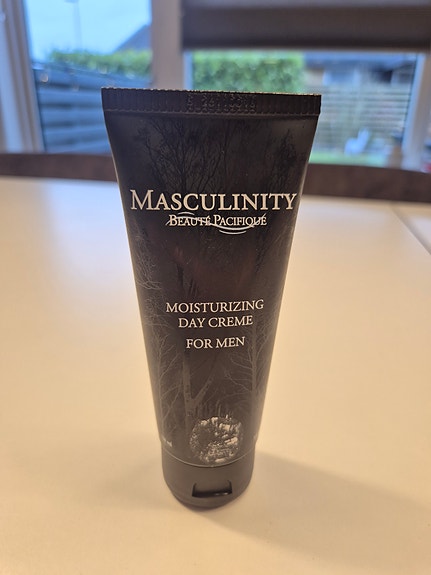 MASCULINITY
BEAUTÉ PACIFIQUE
MOISTURIZING
DAY CREME
FOR MEN